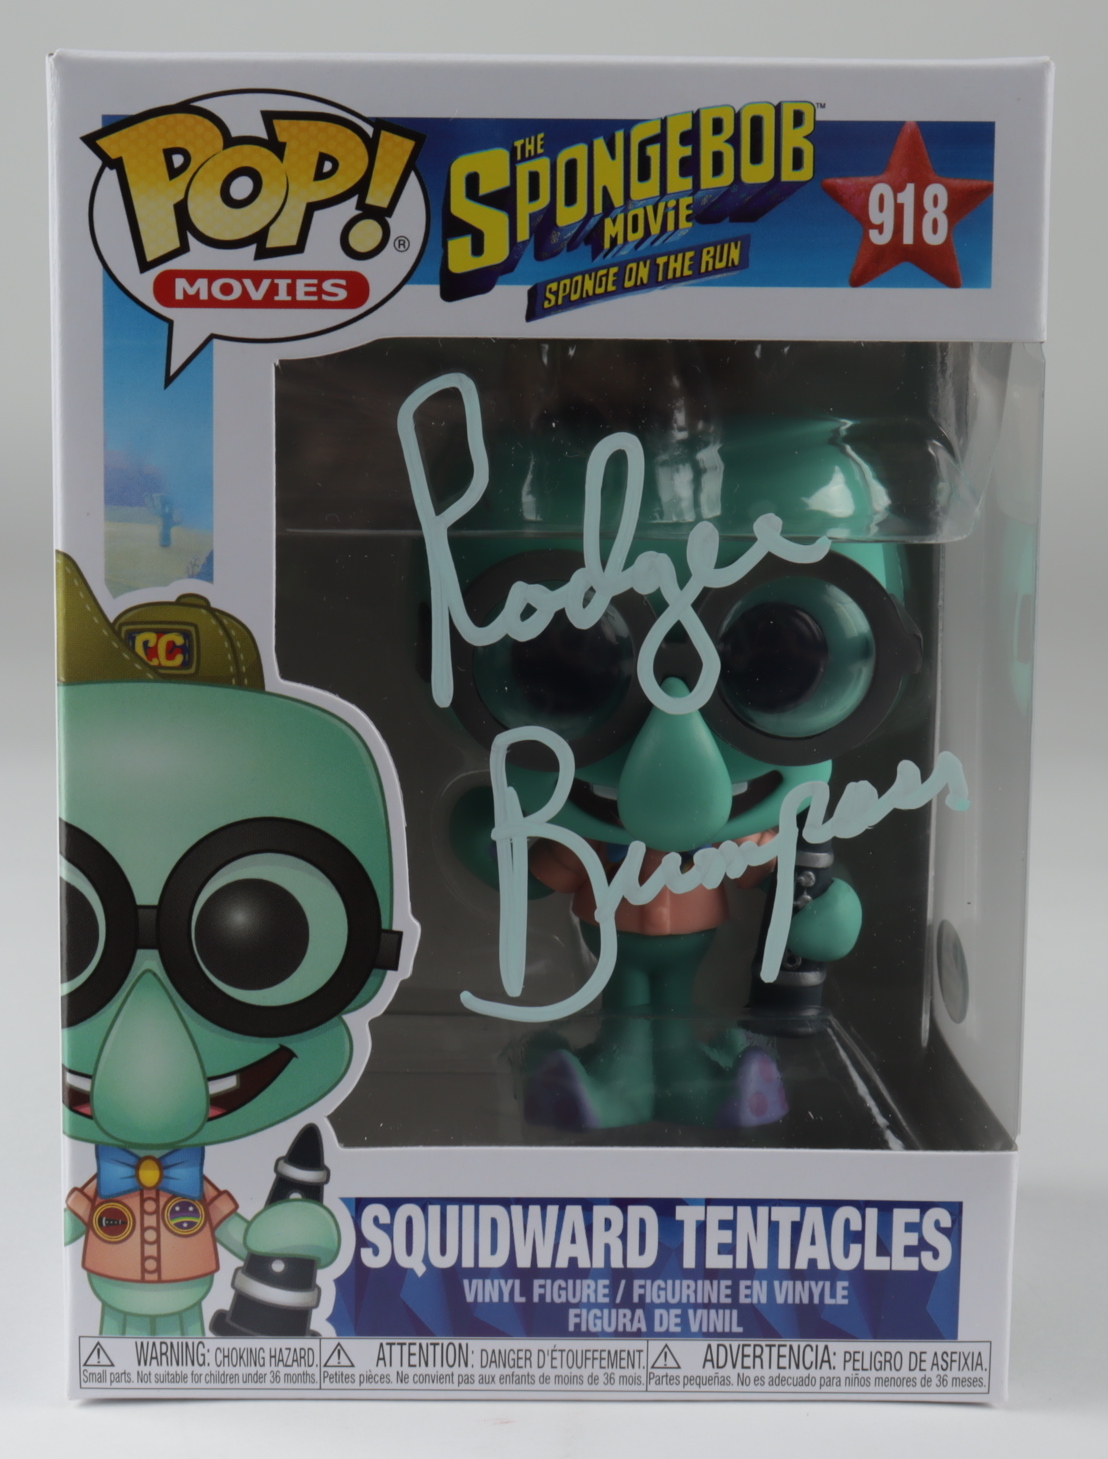 POP!®
MOVIES
THE
SPONGEBOB™
MOViE
SPONGE ON THE RUN
918
Rodger
Bumpass
CC
SQUIDWARD TENTACLES
VINYL FIGURE / FIGURINE EN VINYLE
FIGURA DE VINIL
WARNING: CHOKING HAZARD.
Small parts. Not suitable for children under 36 months.
ATTENTION: DANGER D'ÉTOUFFEMENT.
Petites pièces. Ne convient pas aux enfants de moins de 36 mois.
ADVERTENCIA: PELIGRO DE ASFIXIA.
Partes pequeñas. No es adecuado para niños menores de 36 meses.